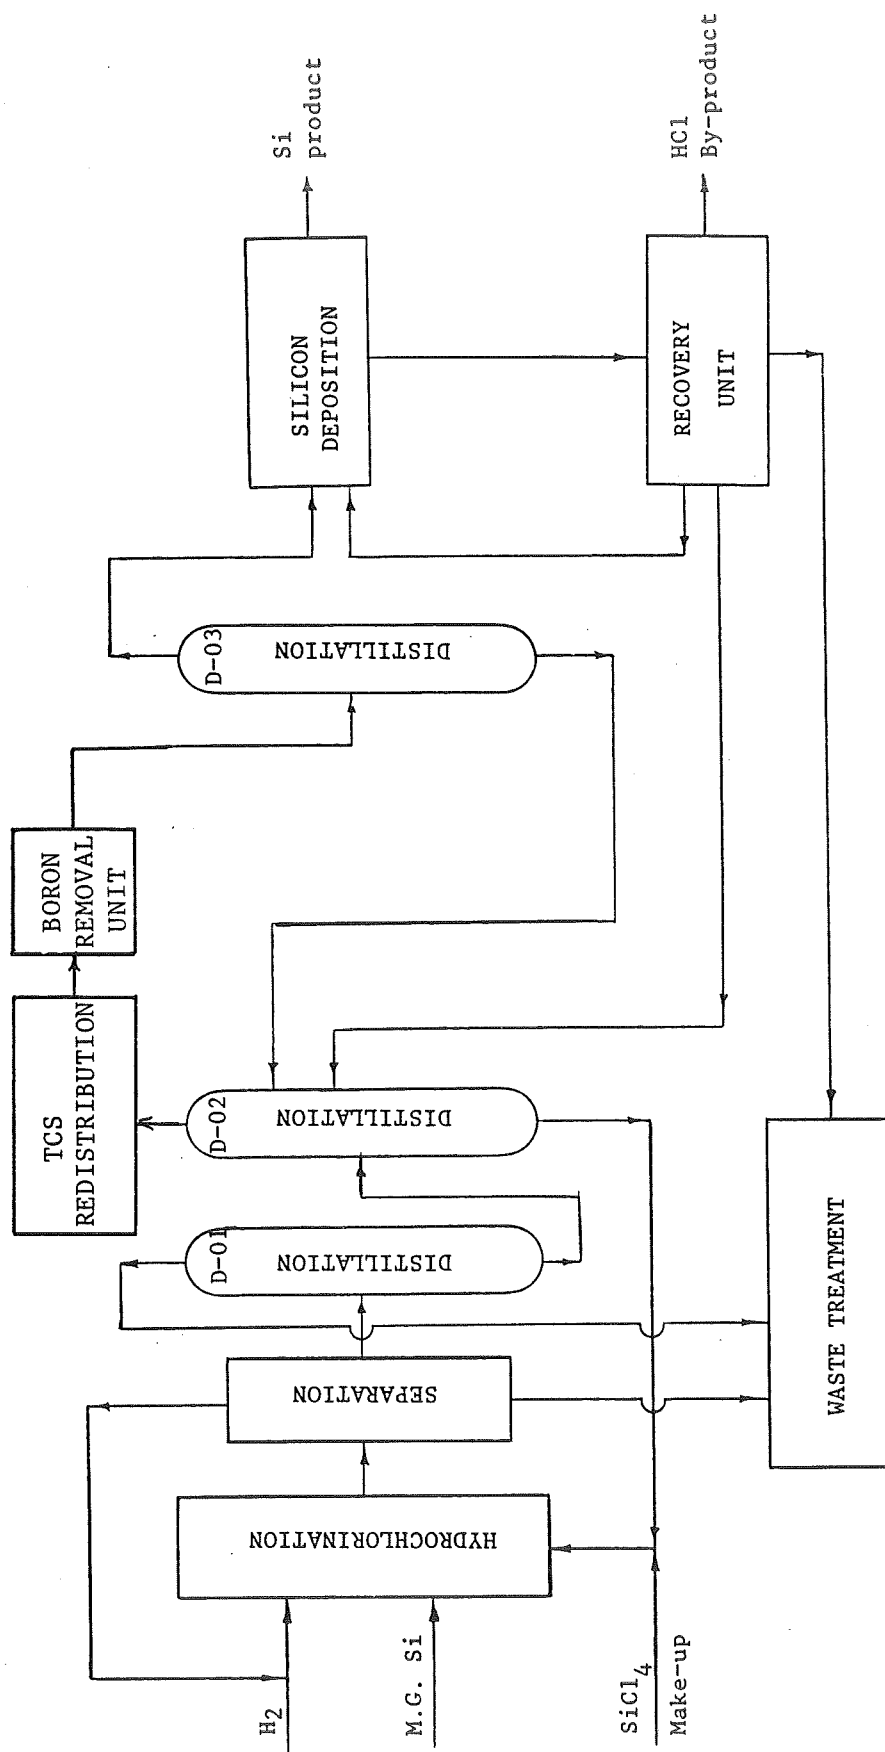 TCS
REDISTRIBUTION
BORON
REMOVAL
UNIT
H2
M.G. Si
SiCl4
Make-up
HYDROCHLORINATION
SEPARATION
D-01
DISTILLATION
D-02
DISTILLATION
D-03
DISTILLATION
SILICON
DEPOSITION
Si
product
RECOVERY
UNIT
HCl
By-product
WASTE TREATMENT